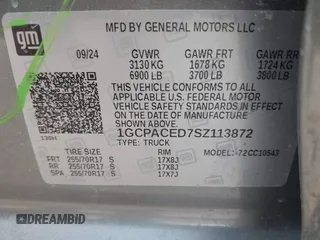 gm
MFD BY GENERAL MOTORS LLC
09/24 GVWR GAWR FRT GAWR RR
3130 KG 1678 KG 1724 KG
6900 LB 3700 LB 3800 LB
THIS VEHICLE CONFORMS TO ALL
APPLICABLE U.S. FEDERAL MOTOR
VEHICLE SAFETY STANDARDS IN EFFECT
ON THE DATE OF MANUFACTURE
SHOWN ABOVE.
1GCPACED7SZ113872
TYPE: TRUCK
TIRE SIZE RIM MODEL:
FRT 255/70R17 S 17X8J
RR 255/70R17 S 17X8J
SPA 255/70R17 S 17X7J
DREAMBID